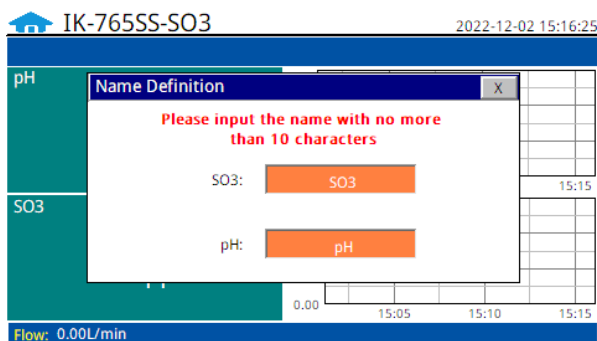 IK-765SS-SO3
2022-12-02 15:16:25
pH
Name Definition
X
Please input the name with no more
than 10 characters
SO3:
SO3
15:15
SO3
pH:
pH
0.00
15:05
15:10
15:15
Flow: 0.00L/min